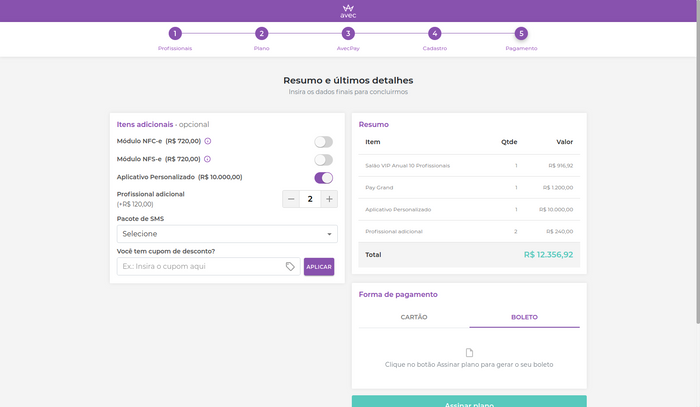 avec
1 2 3 4 5
Profissionais Plano AvecPay Cadastro Pagamento
Resumo e últimos detalhes
Insira os dados finais para concluirmos
Itens adicionais - opcional
Módulo NFC-e (R$ 720,00)
Módulo NFS-e (R$ 720,00)
Aplicativo Personalizado (R$ 10.000,00)
Profissional adicional
(+R$ 120,00)
2
Pacote de SMS
Selecione
Você tem cupom de desconto?
Ex.: Insira o cupom aqui
APLICAR
Resumo
Item Qtde Valor
Salão VIP Anual 10 Profissionais 1 R$ 916,92
Pay Grand 1 R$ 1.200,00
Aplicativo Personalizado 1 R$ 10.000,00
Profissional adicional 2 R$ 240,00
Total R$ 12.356,92
Forma de pagamento
CARTÃO BOLETO
Clique no botão Assinar plano para gerar o seu boleto
Assinar plano